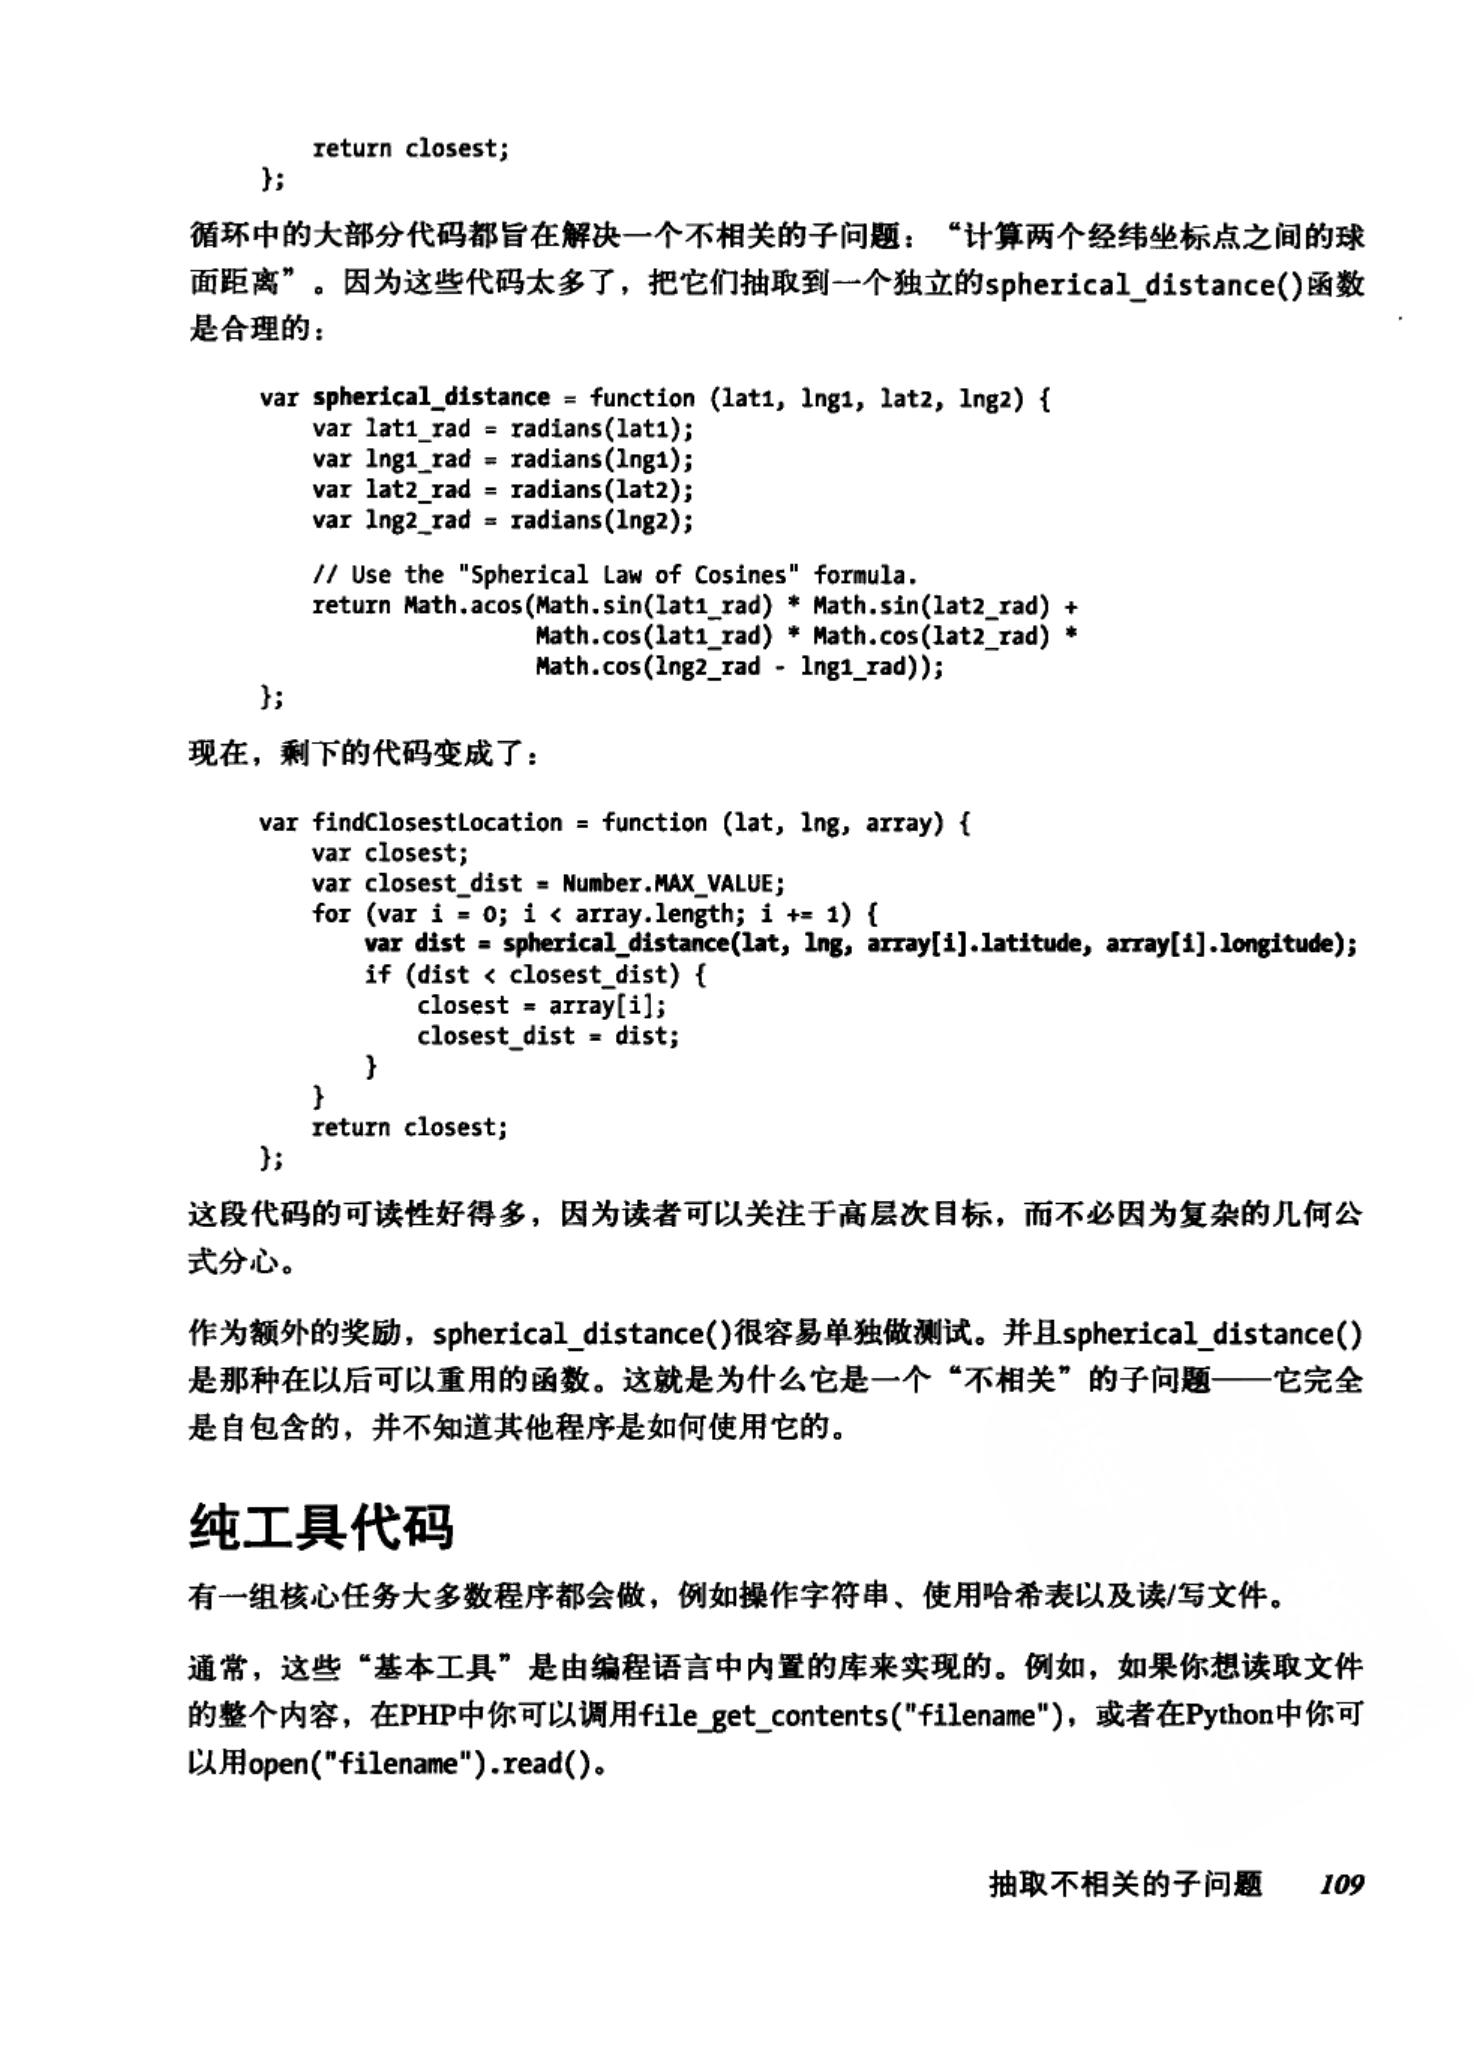 return closest;
};
循环中的大部分代码都旨在解决一个不相关的子问题：“计算两个经纬坐标点之间的球
面距离”。因为这些代码太多了，把它们抽取到一个独立的spherical_distance()函数
是合理的：
var spherical_distance = function (lat1, lng1, lat2, lng2) {
    var lat1_rad = radians(lat1);
    var lng1_rad = radians(lng1);
    var lat2_rad = radians(lat2);
    var lng2_rad = radians(lng2);
    // Use the "Spherical Law of Cosines" formula.
    return Math.acos(Math.sin(lat1_rad) * Math.sin(lat2_rad) +
                     Math.cos(lat1_rad) * Math.cos(lat2_rad) *
                     Math.cos(lng2_rad - lng1_rad));
};
现在，剩下的代码变成了：
var findClosestLocation = function (lat, lng, array) {
    var closest;
    var closest_dist = Number.MAX_VALUE;
    for (var i = 0; i < array.length; i += 1) {
        var dist = spherical_distance(lat, lng, array[i].latitude, array[i].longitude);
        if (dist < closest_dist) {
            closest = array[i];
            closest_dist = dist;
        }
    }
    return closest;
};
这段代码的可读性好得多，因为读者可以关注于高层次目标，而不必因为复杂的几何公
式分心。
作为额外的奖励，spherical_distance()很容易单独做测试。并且spherical_distance()
是那种在以后可以重用的函数。这就是为什么它是一个“不相关”的子问题——它完全
是自包含的，并不知道其他程序是如何使用它的。
纯工具代码
有一组核心任务大多数程序都会做，例如操作字符串、使用哈希表以及读/写文件。
通常，这些“基本工具”是由编程语言中内置的库来实现的。例如，如果你想读取文件
的整个内容，在PHP中你可以调用file_get_contents("filename")，或者在Python中你可
以用open("filename").read()。
抽取不相关的子问题 109